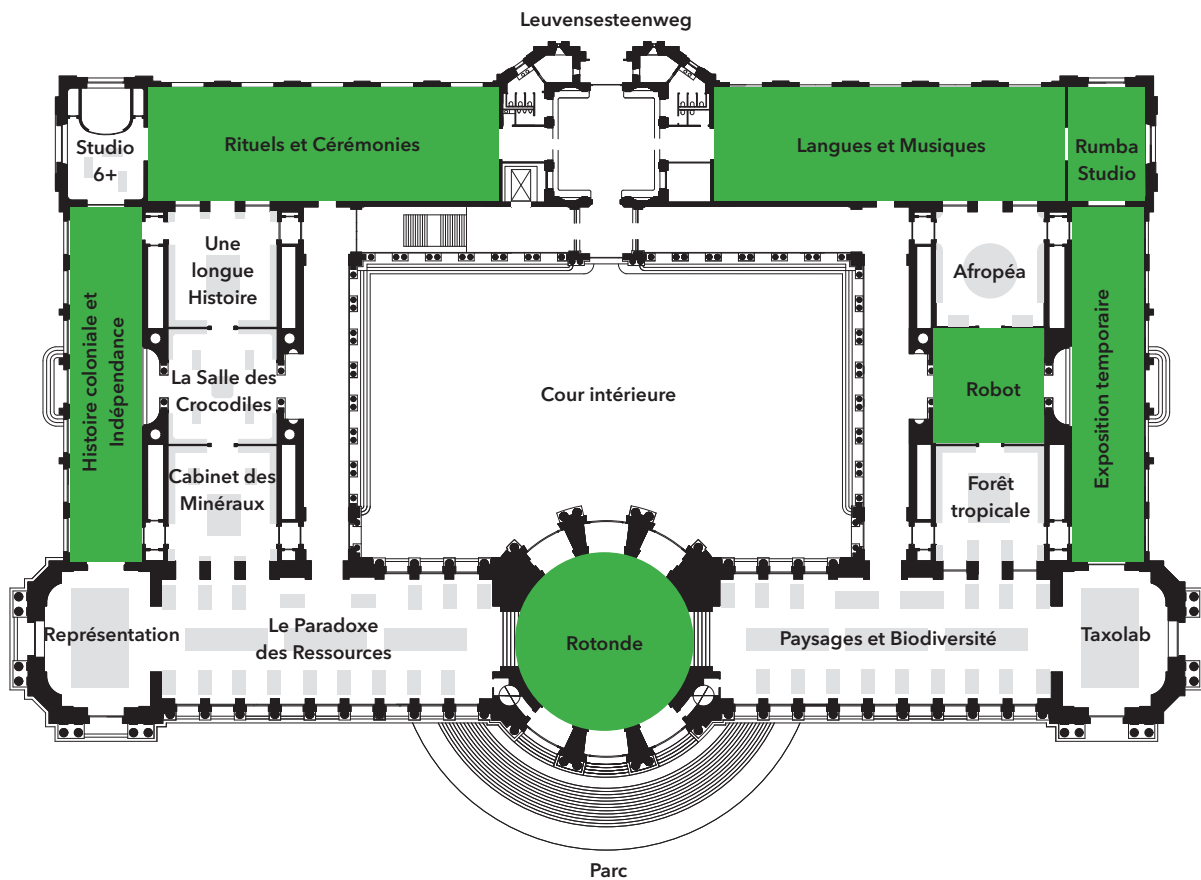 Leuvensesteenweg
Studio
6+
Rituels et Cérémonies
Langues et Musiques
Rumba
Studio
Une
longue
Histoire
Afropéa
Histoire coloniale et
Indépendance
La Salle des
Crocodiles
Cour intérieure
Robot
Exposition temporaire
Cabinet des
Minéraux
Forêt
tropicale
Représentation
Le Paradoxe
des Ressources
Rotonde
Paysages et Biodiversité
Taxolab
Parc